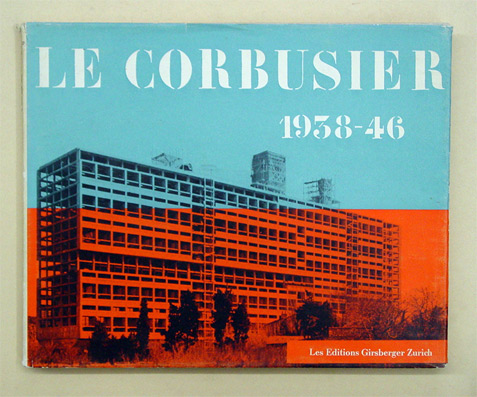 LE CORBUSIER
1938-46
Les Editions Girsberger Zurich